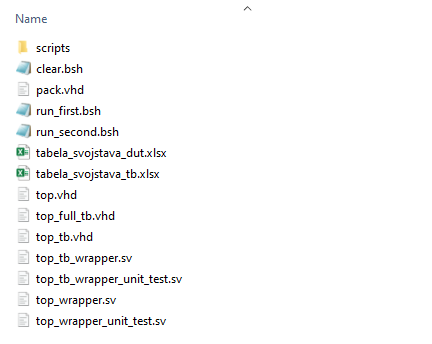 Name
scripts
clear.bsh
pack.vhd
run_first.bsh
run_second.bsh
tabela_svojstava_dut.xlsx
tabela_svojstava_tb.xlsx
top.vhd
top_full_tb.vhd
top_tb.vhd
top_tb_wrapper.sv
top_tb_wrapper_unit_test.sv
top_wrapper.sv
top_wrapper_unit_test.sv